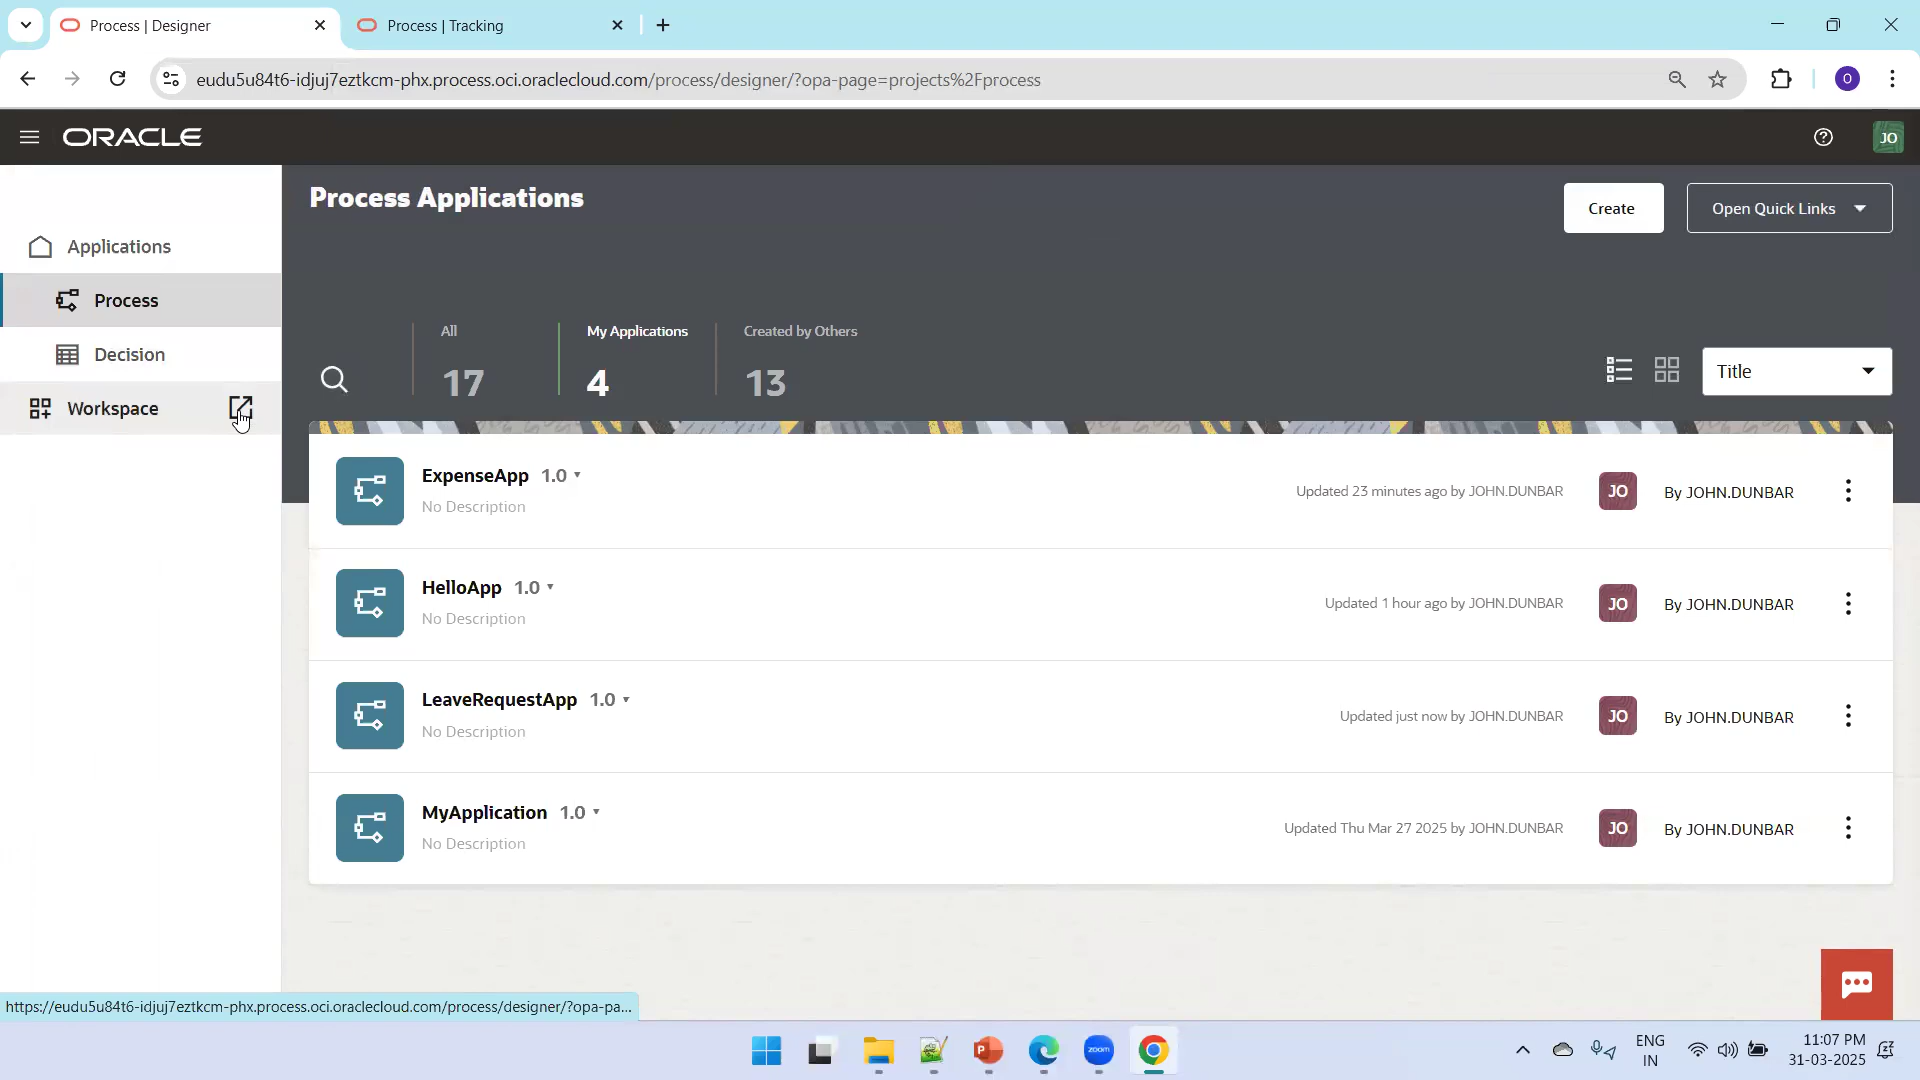 Process | Designer
Process | Tracking
eudu5u84t6-idjuj7eztkcm-phx.process.oci.oraclecloud.com/process/designer/?opa-page=projects%2Fprocess
O
ORACLE
JO
Applications
Process
Decision
Workspace
Process Applications
Create
Open Quick Links
All
17
My Applications
4
Created by Others
13
Title
ExpenseApp 1.0
No Description
Updated 23 minutes ago by JOHN.DUNBAR
JO
By JOHN.DUNBAR
HelloApp 1.0
No Description
Updated 1 hour ago by JOHN.DUNBAR
JO
By JOHN.DUNBAR
LeaveRequestApp 1.0
No Description
Updated just now by JOHN.DUNBAR
JO
By JOHN.DUNBAR
MyApplication 1.0
No Description
Updated Thu Mar 27 2025 by JOHN.DUNBAR
JO
By JOHN.DUNBAR
https://eudu5u84t6-idjuj7eztkcm-phx.process.oci.oraclecloud.com/process/designer/?opa-pa...
P
zoom
ENG
IN
11:07 PM
31-03-2025